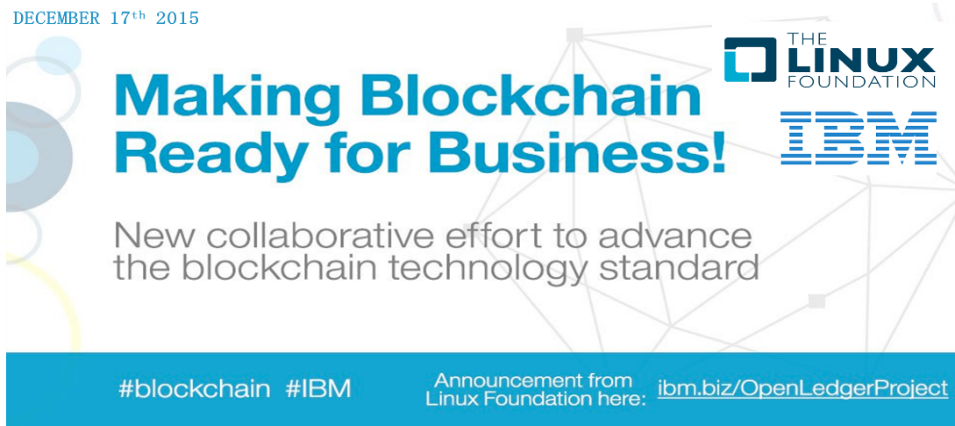 DECEMBER 17th 2015
THE
LINUX
FOUNDATION
IBM
Making Blockchain
Ready for Business!
New collaborative effort to advance
the blockchain technology standard
#blockchain #IBM
Announcement from
Linux Foundation here:
ibm.biz/OpenLedgerProject